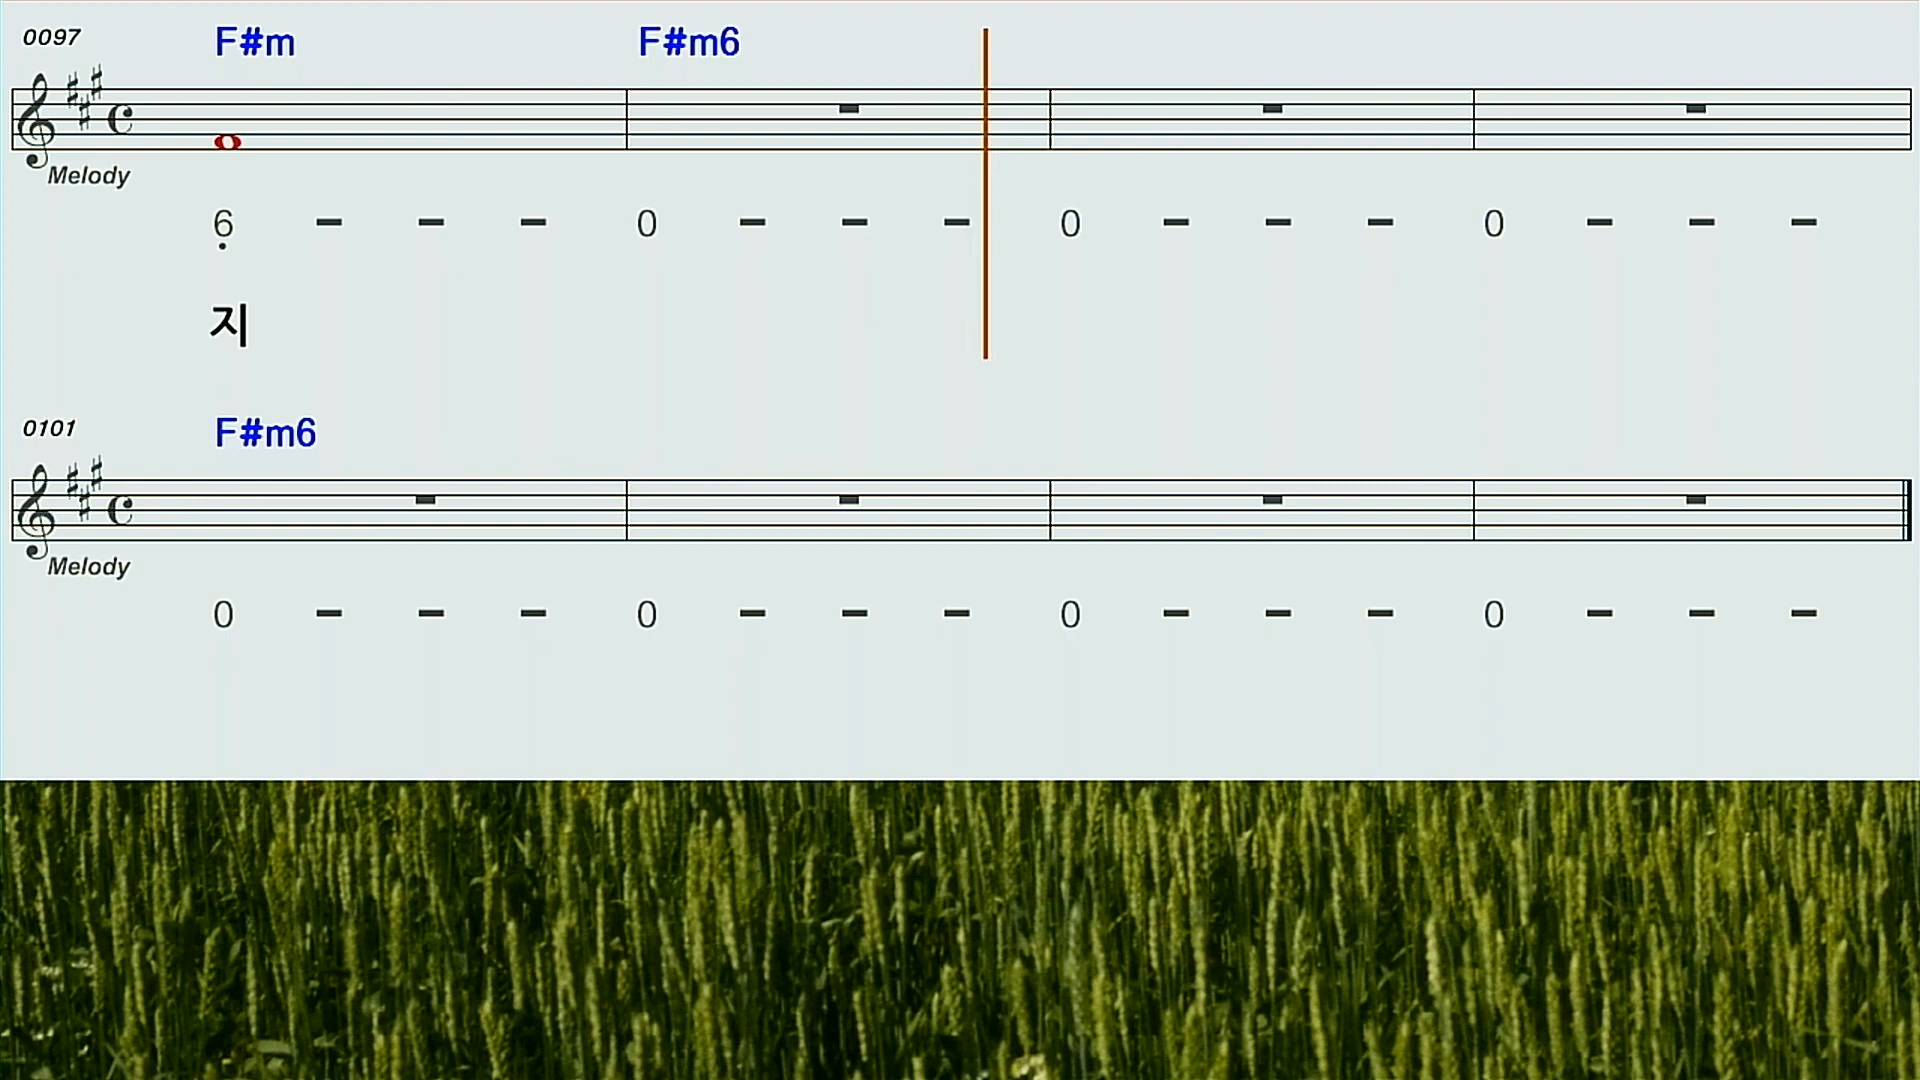 0097 F#m F#m6
Melody
6 - - - 0 - - - 0 - - - 0 - - -
지
0101 F#m6
Melody
0 - - - 0 - - - 0 - - - 0 - - -